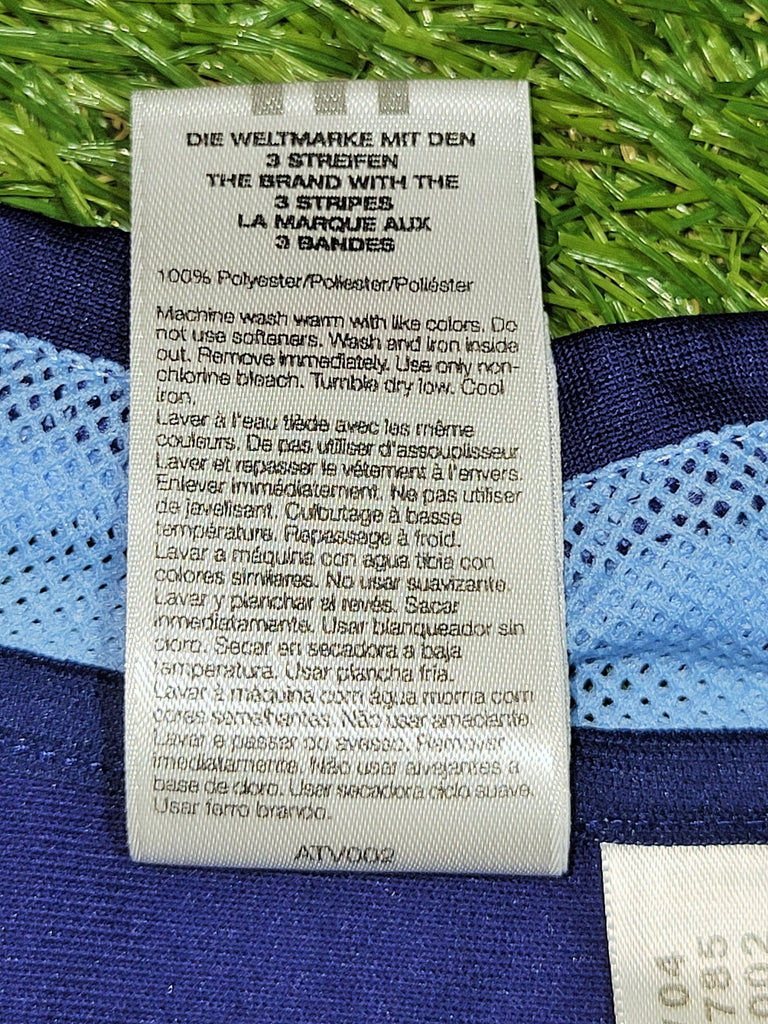 DIE WELTMARKE MIT DEN
3 STREIFEN
THE BRAND WITH THE
3 STRIPES
LA MARQUE AUX
3 BANDES
100% Polyester/Poliester/Poliéster
Machine wash warm with like colors. Do
not use softeners. Wash and iron inside
out. Remove immediately. Use only non-
chlorine bleach. Tumble dry low. Cool
iron.
Laver à l'eau tiède avec les même
couleurs. De pas utiliser d'assouplisseur.
Laver et repasser le vêtement à l'envers.
Enlever immédiatement. Ne pas utiliser
de javelisant. Culbutage à basse
température. Repassage à froid.
Lavar a máquina con agua tibia con
colores similares. No usar suavizante.
Lavar y planchar al revés. Sacar
inmediatamente. Usar blanqueador sin
cloro. Secar en secadora a baja
temperatura. Usar plancha fria.
Lavar à máquina com água morna com
cores semelhantes. Não usar amaciante.
Lavar e passar do avesso. Remover
imediatamente. Não usar alvejantes a
base de cloro. Usar secadora ciclo suave.
Usar ferro brando.
ATV002
04
785
002